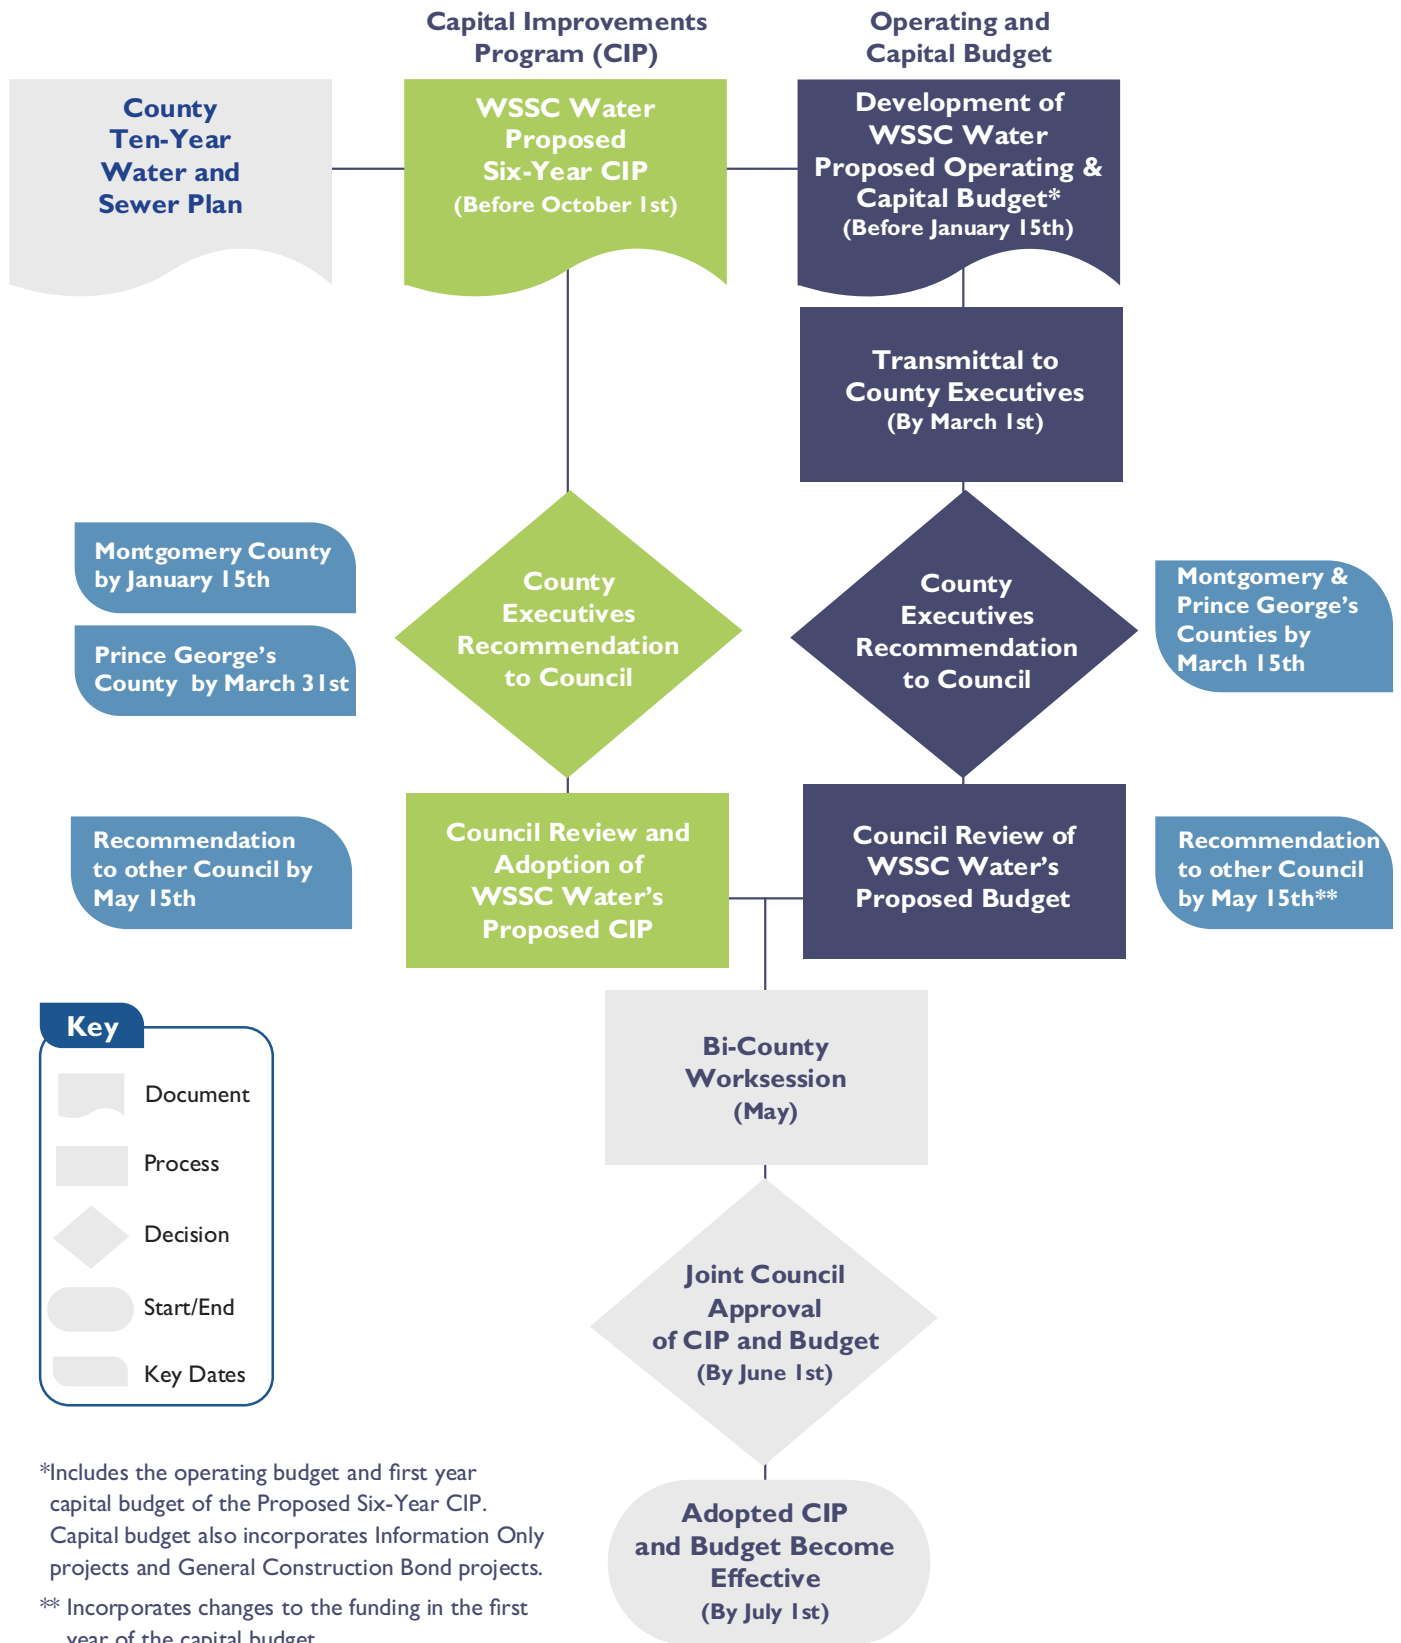 Capital Improvements
Program (CIP)
Operating and
Capital Budget
County
Ten-Year
Water and
Sewer Plan
WSSC Water
Proposed
Six-Year CIP
(Before October 1st)
Development of
WSSC Water
Proposed Operating &
Capital Budget*
(Before January 15th)
Transmittal to
County Executives
(By March 1st)
Montgomery County
by January 15th
Prince George's
County by March 31st
County
Executives
Recommendation
to Council
County
Executives
Recommendation
to Council
Montgomery &
Prince George's
Counties by
March 15th
Recommendation
to other Council by
May 15th
Council Review and
Adoption of
WSSC Water's
Proposed CIP
Council Review of
WSSC Water's
Proposed Budget
Recommendation
to other Council
by May 15th**
Bi-County
Worksession
(May)
Joint Council
Approval
of CIP and Budget
(By June 1st)
Adopted CIP
and Budget Become
Effective
(By July 1st)
Key
Document
Process
Decision
Start/End
Key Dates
*Includes the operating budget and first year
capital budget of the Proposed Six-Year CIP.
Capital budget also incorporates Information Only
projects and General Construction Bond projects.
** Incorporates changes to the funding in the first
year of the capital budget